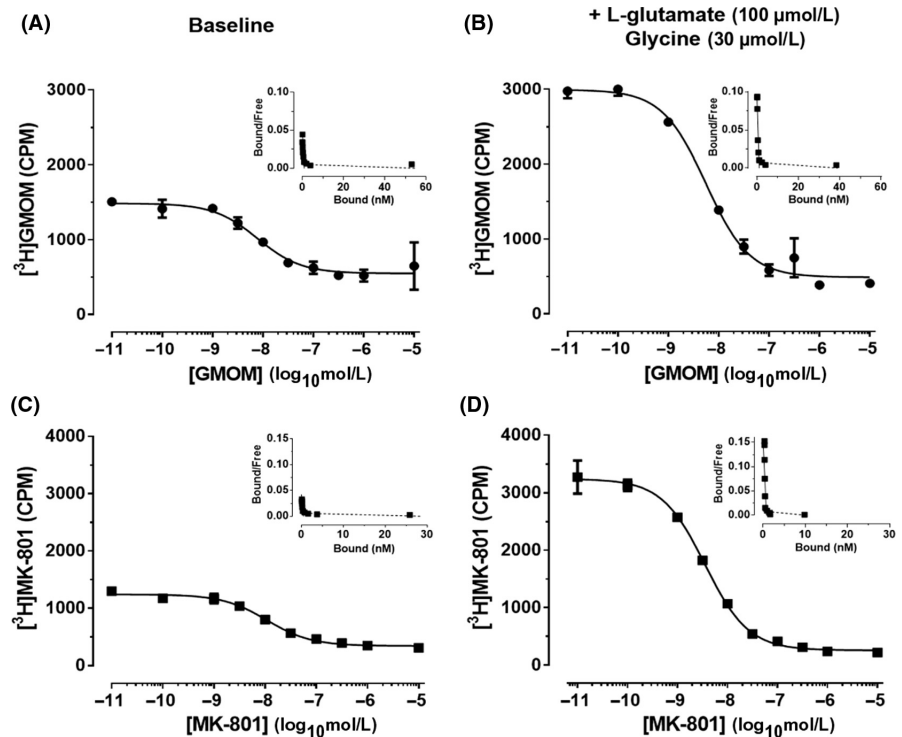 (A)
Baseline
[³H]GMOM (CPM)
3000
2000
1000
0
−11 −10 −9 −8 −7 −6 −5
[GMOM] (log₁₀mol/L)
Bound/Free
0.10
0.05
0.00
0 20 40 60
Bound (nM)
(B)
+ L-glutamate (100 µmol/L)
Glycine (30 µmol/L)
[³H]GMOM (CPM)
3000
2000
1000
0
−11 −10 −9 −8 −7 −6 −5
[GMOM] (log₁₀mol/L)
Bound/Free
0.10
0.05
0.00
0 20 40 60
Bound (nM)
(C)
[³H]MK-801 (CPM)
4000
3000
2000
1000
0
−11 −10 −9 −8 −7 −6 −5
[MK-801] (log₁₀mol/L)
Bound/Free
0.15
0.10
0.05
0.00
0 10 20 30
Bound (nM)
(D)
[³H]MK-801 (CPM)
4000
3000
2000
1000
0
−11 −10 −9 −8 −7 −6 −5
[MK-801] (log₁₀mol/L)
Bound/Free
0.15
0.10
0.05
0.00
0 10 20 30
Bound (nM)